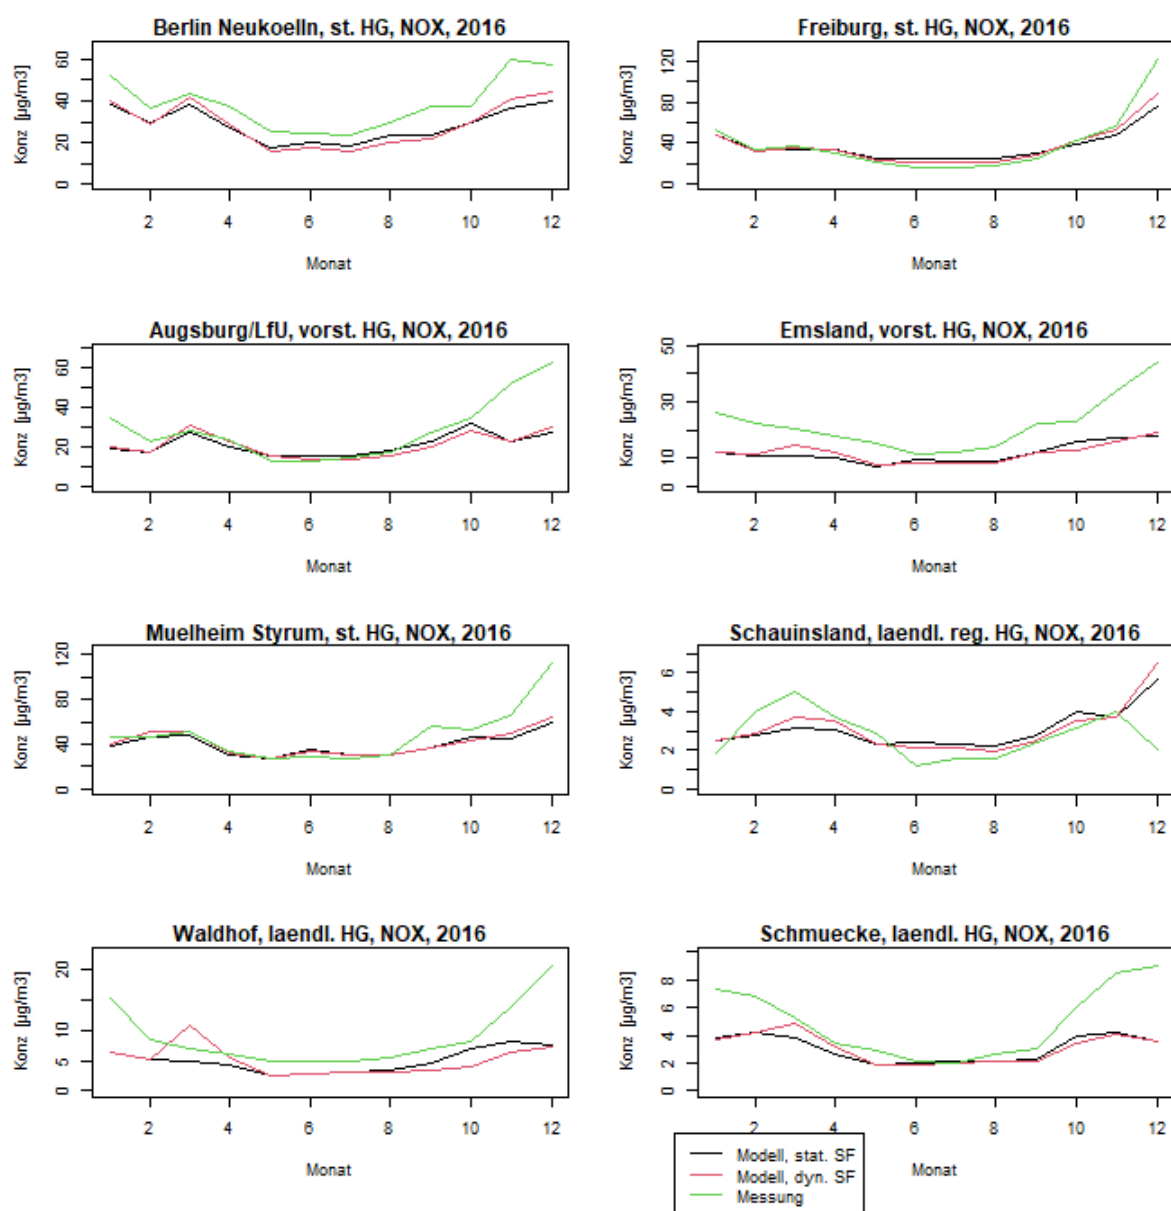 Berlin Neukoelln, st. HG, NOX, 2016
Konz [µg/m3]
0 20 40 60
2 4 6 8 10 12
Monat
Freiburg, st. HG, NOX, 2016
Konz [µg/m3]
0 40 80 120
2 4 6 8 10 12
Monat
Augsburg/LfU, vorst. HG, NOX, 2016
Konz [µg/m3]
0 20 40 60
2 4 6 8 10 12
Monat
Emsland, vorst. HG, NOX, 2016
Konz [µg/m3]
0 10 30 50
2 4 6 8 10 12
Monat
Muelheim Styrum, st. HG, NOX, 2016
Konz [µg/m3]
0 40 80 120
2 4 6 8 10 12
Monat
Schauinsland, laendl. reg. HG, NOX, 2016
Konz [µg/m3]
0 2 4 6
2 4 6 8 10 12
Monat
Waldhof, laendl. HG, NOX, 2016
Konz [µg/m3]
0 5 10 20
2 4 6 8 10 12
Monat
Schmuecke, laendl. HG, NOX, 2016
Konz [µg/m3]
0 2 4 6 8
2 4 6 8 10 12
Monat
Modell, stat. SF
Modell, dyn. SF
Messung